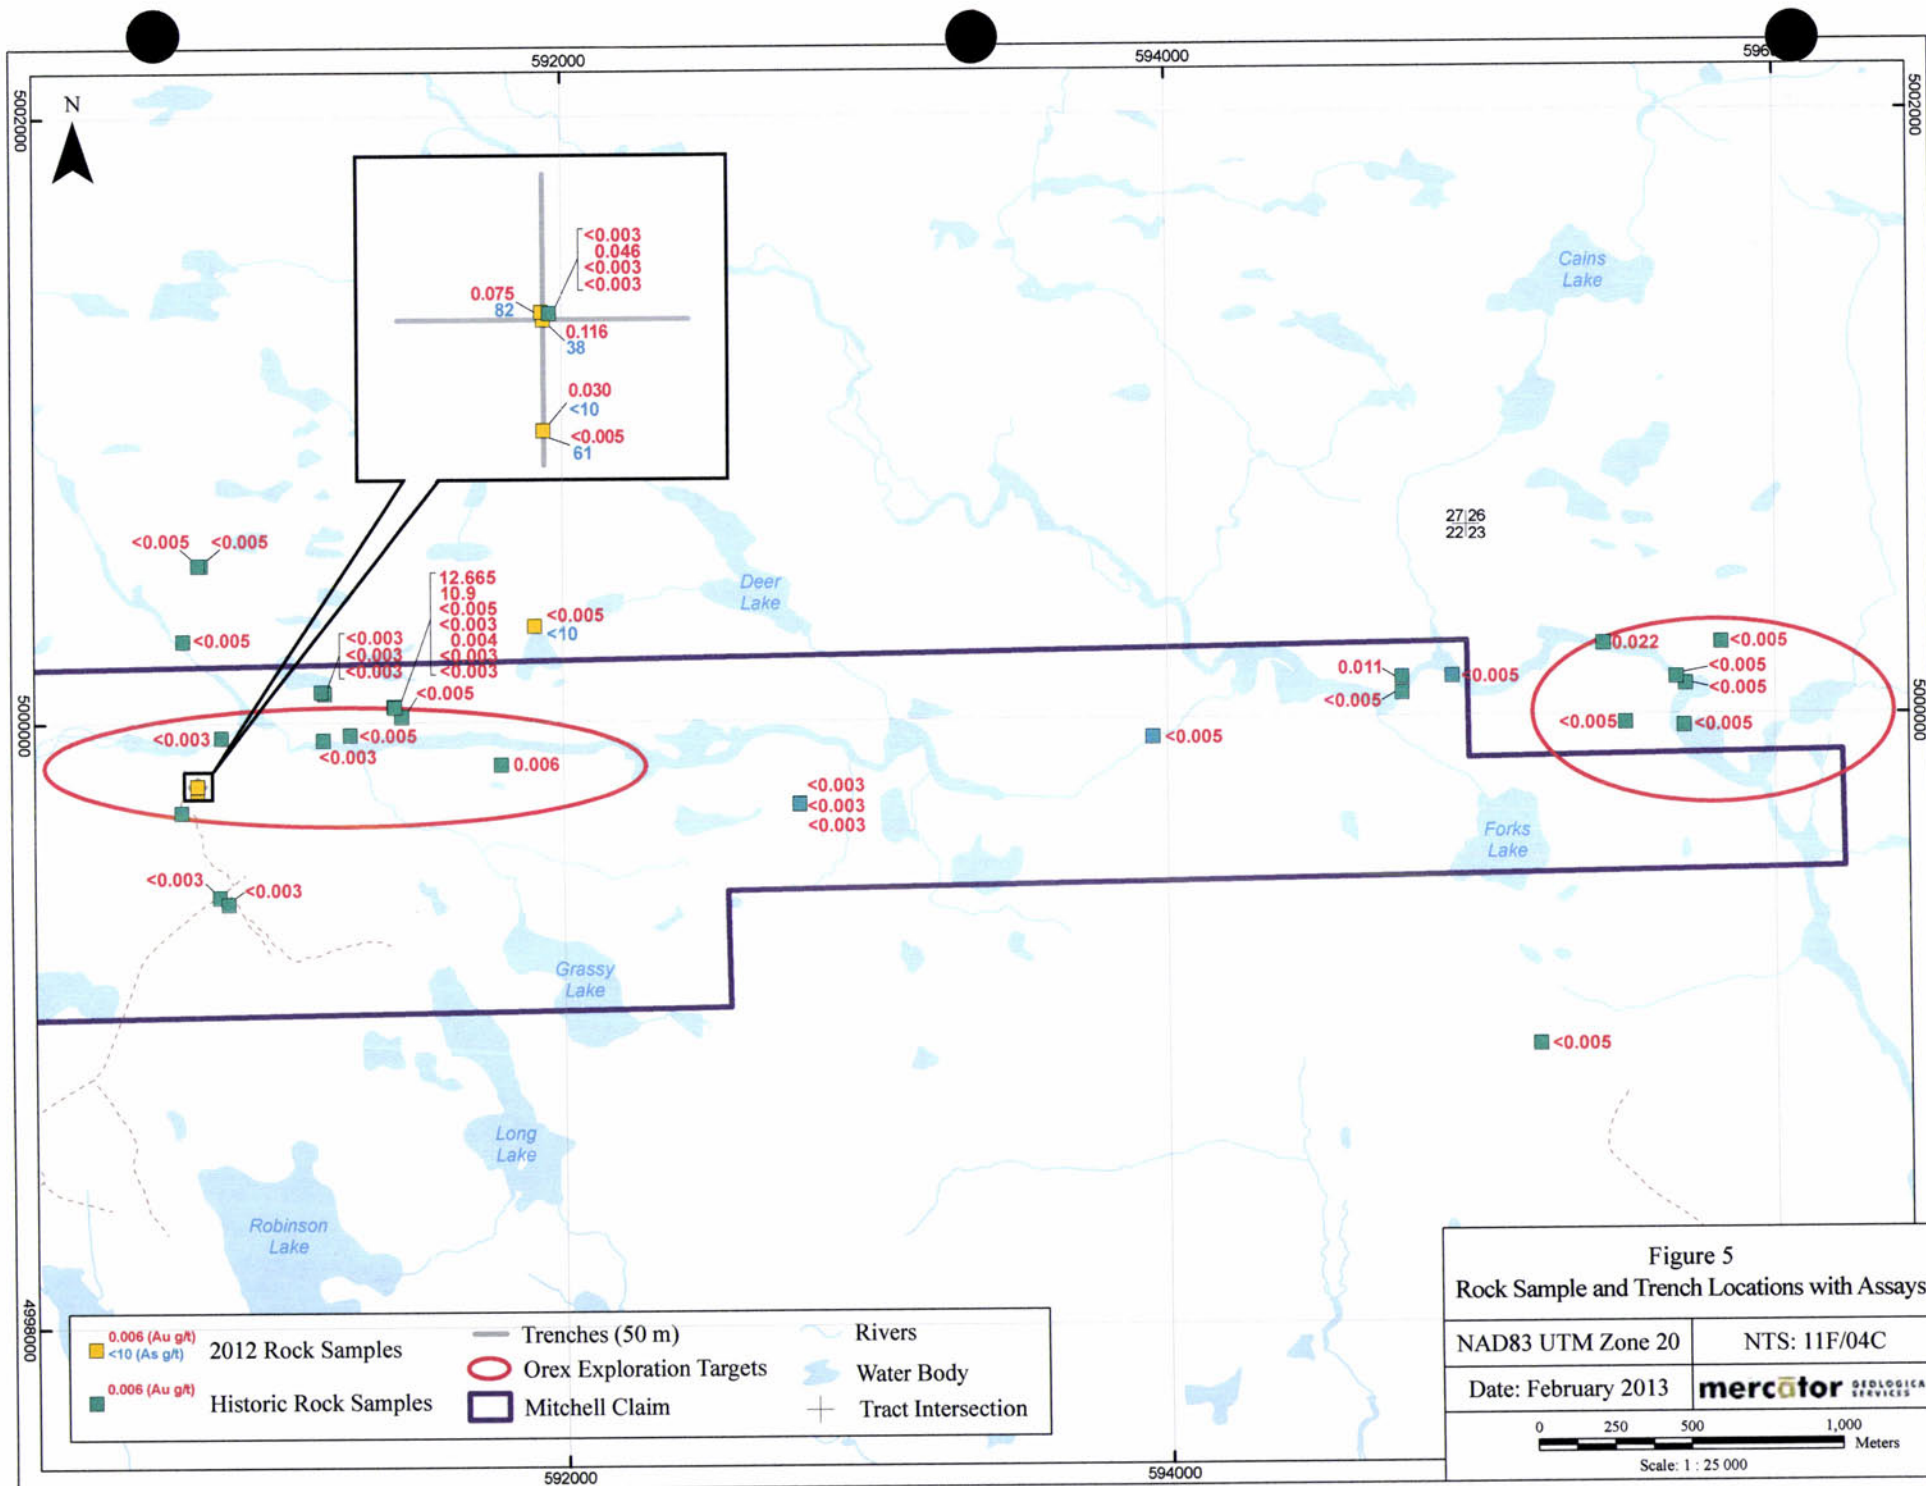 592000
594000
5002000
5002000
N
<0.003
0.046
<0.003
<0.003
0.075
82
0.116
38
0.030
<10
<0.005
61
Cains
Lake
27 26
22 23
<0.005
<0.005
12.665
10.9
<0.005
<0.003
0.004
<0.003
<0.003
Deer
Lake
<0.005
<10
<0.005
<0.003
<0.003
<0.003
<0.005
0.022
<0.005
<0.005
<0.005
<0.005
<0.005
0.011
<0.005
<0.005
5000000
5000000
<0.003
<0.005
<0.003
0.006
<0.005
<0.003
<0.003
<0.003
Forks
Lake
<0.003
<0.003
Grassy
Lake
<0.005
Long
Lake
Robinson
Lake
4998000
0.006 (Au g/t)
<10 (As g/t)
2012 Rock Samples
0.006 (Au g/t)
Historic Rock Samples
Trenches (50 m)
Orex Exploration Targets
Mitchell Claim
Rivers
Water Body
Tract Intersection
Figure 5
Rock Sample and Trench Locations with Assays
NAD83 UTM Zone 20
NTS: 11F/04C
Date: February 2013
mercator
0 250 500 1,000
Meters
Scale: 1 : 25 000
592000
594000